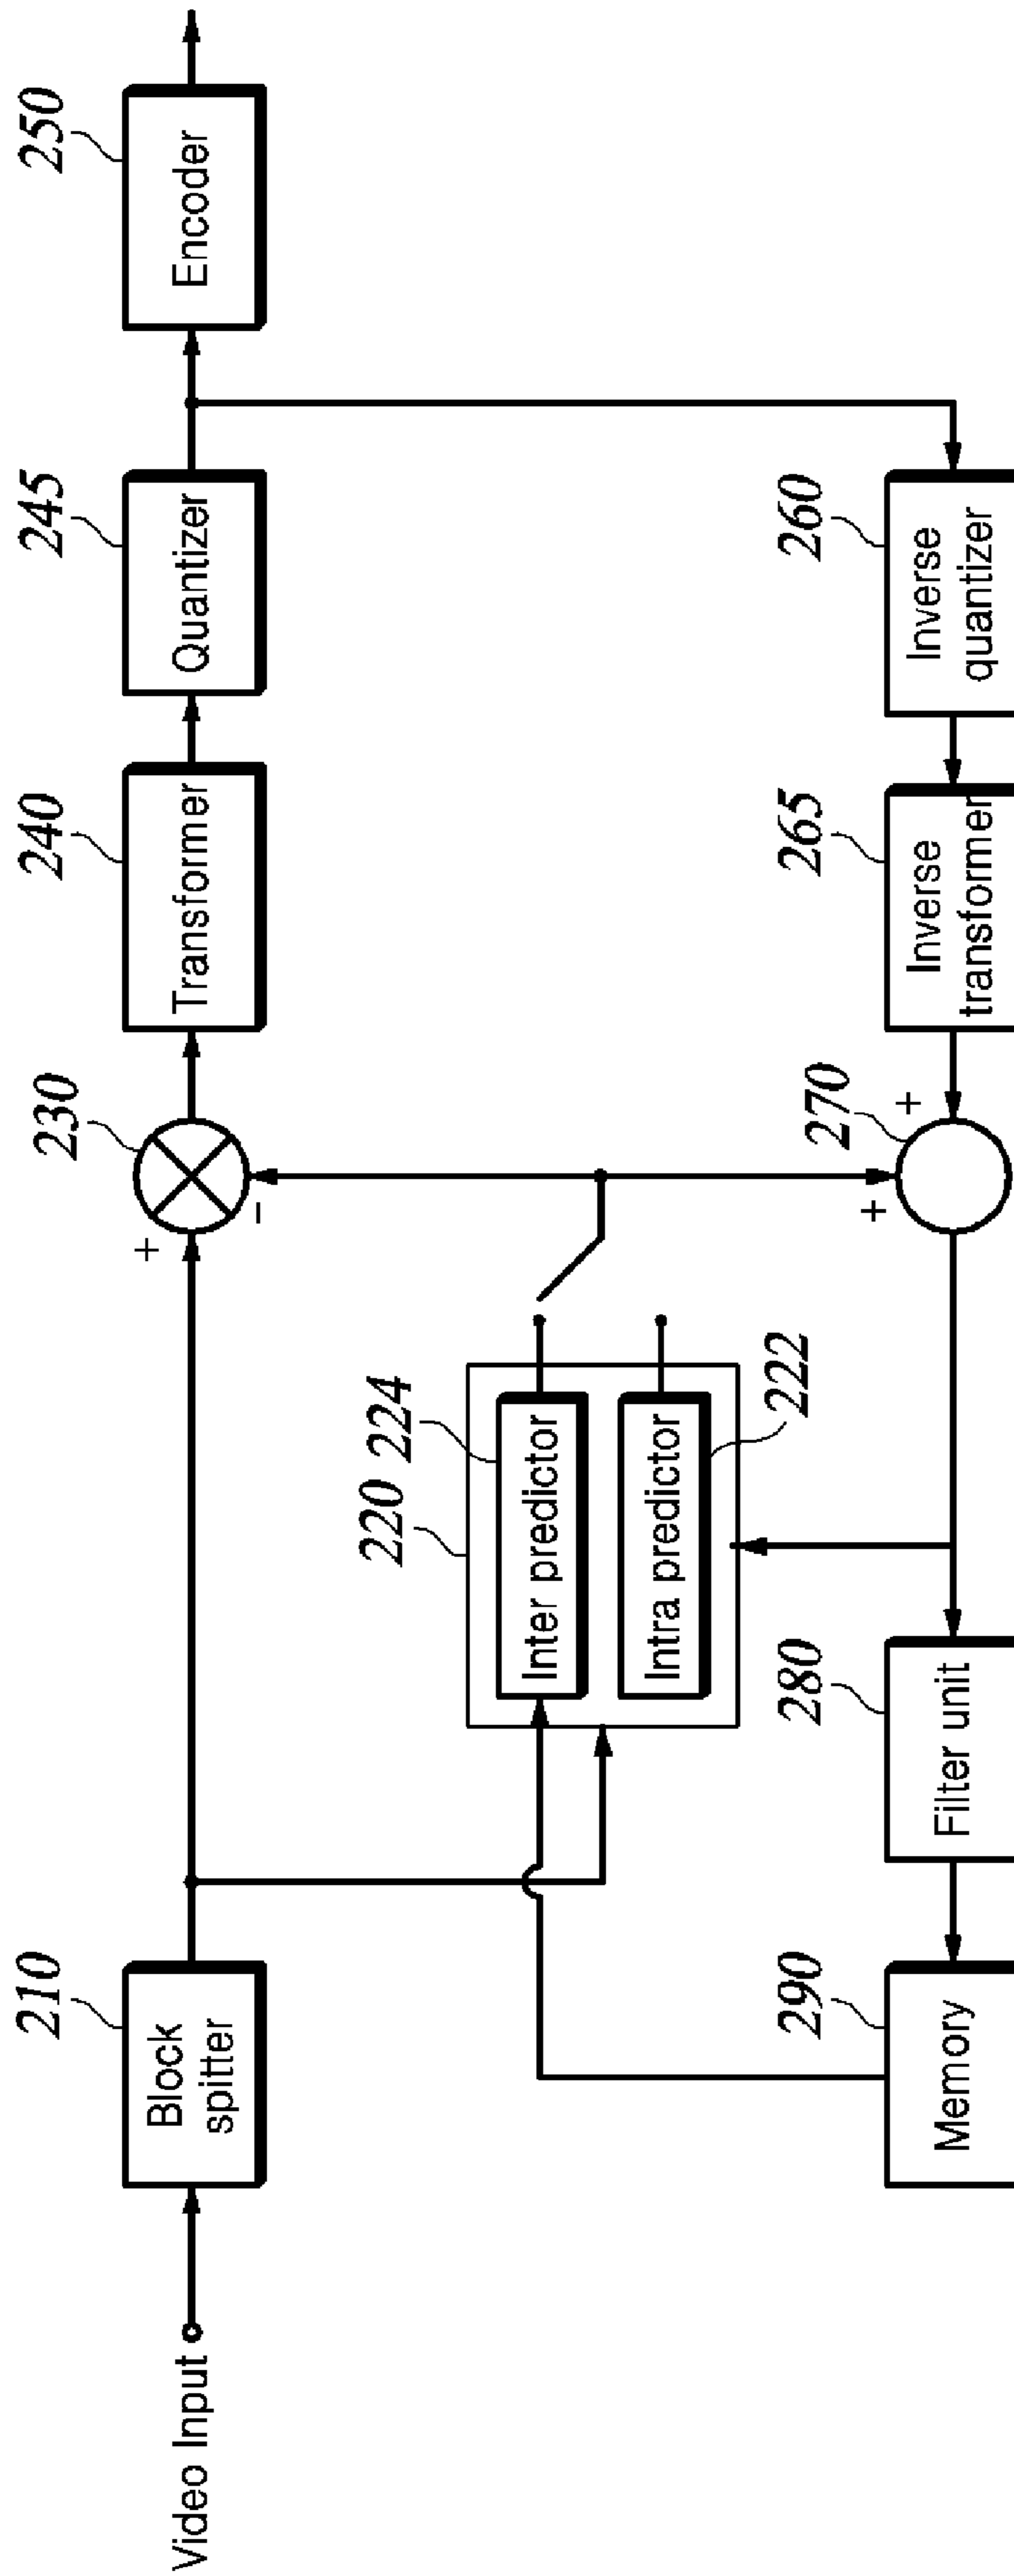 Video Input
210
Block
spitter
+
-
230
240
Transformer
245
Quantizer
250
Encoder
220
224
Inter predictor
Intra predictor
222
290
Memory
280
Filter unit
+
270
+
265
Inverse
transformer
260
Inverse
quantizer